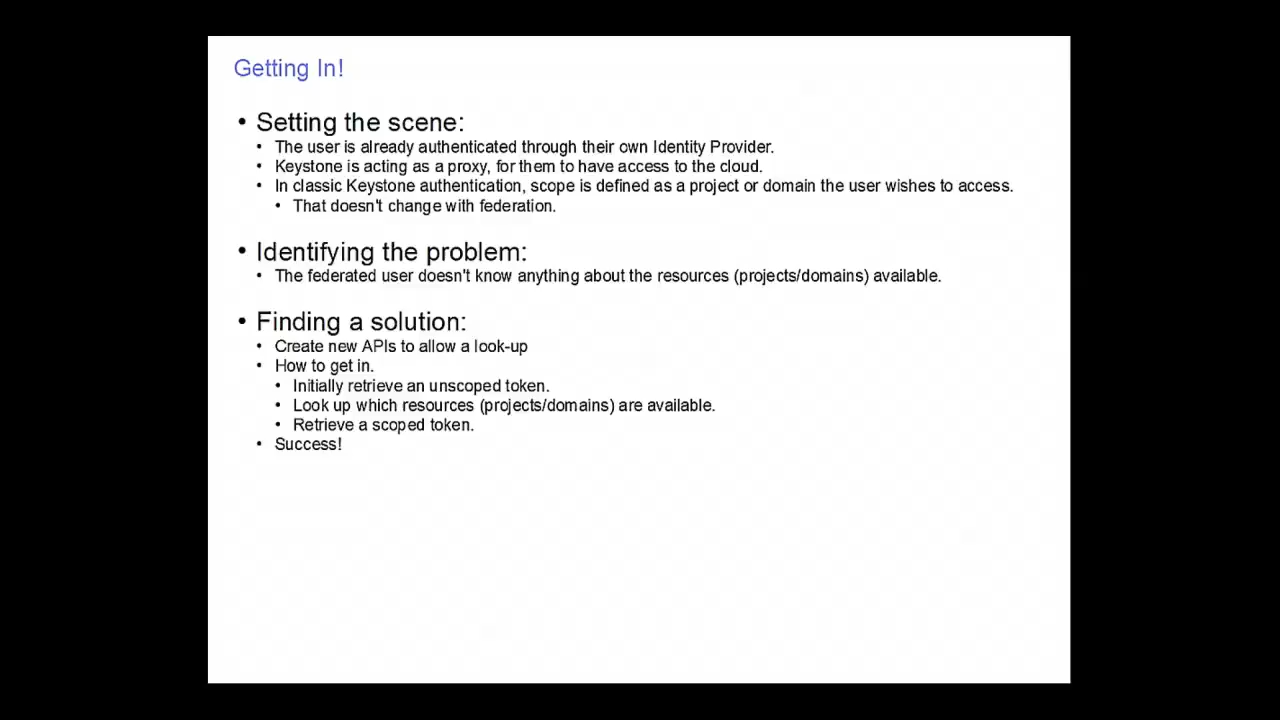 Getting In!
• Setting the scene:
• The user is already authenticated through their own Identity Provider.
• Keystone is acting as a proxy, for them to have access to the cloud.
• In classic Keystone authentication, scope is defined as a project or domain the user wishes to access.
• That doesn't change with federation.
• Identifying the problem:
• The federated user doesn't know anything about the resources (projects/domains) available.
• Finding a solution:
• Create new APIs to allow a look-up
• How to get in.
• Initially retrieve an unscoped token.
• Look up which resources (projects/domains) are available.
• Retrieve a scoped token.
• Success!